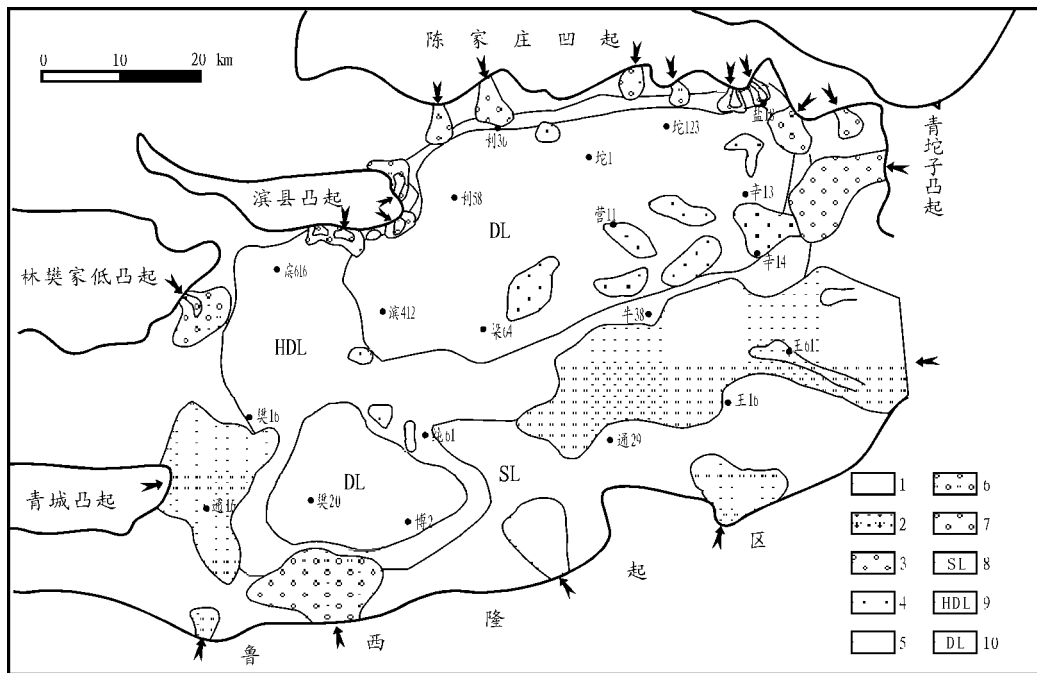 0 10 20 km
陈家庄凹起
青坨子凸起
利30
坨123
盐18
坨1
滨县凸起
利58
辛13
DL
营11
林樊家低凸起
滨616
辛14
滨412
梁64
牛38
HDL
王61
樊16
王16
纯61
通29
青城凸起
DL
SL
樊20
通16
博2
鲁西隆起区
1
2
3
4
5
6
7
SL 8
HDL 9
DL 10